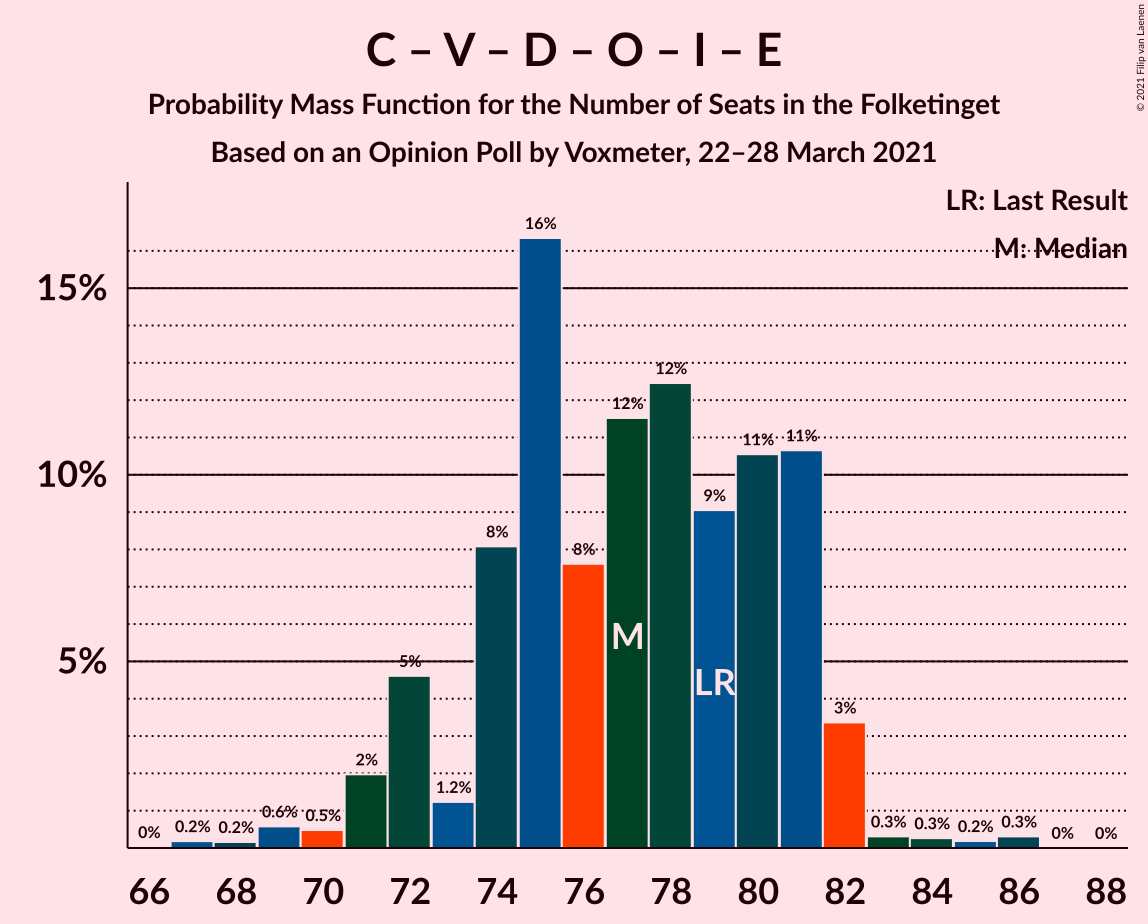 C – V – D – O – I – E
Probability Mass Function for the Number of Seats in the Folketinget
Based on an Opinion Poll by Voxmeter, 22–28 March 2021
© 2021 Filip van Laenen
LR: Last Result
M: Median
16%
15%
12%
12%
11%
11%
10%
9%
8%
8%
M
LR
5%
5%
3%
2%
1.2%
0%
0.2%
0.2%
0.6%
0.5%
0.3%
0.3%
0.2%
0.3%
0%
0%
66 68 70 72 74 76 78 80 82 84 86 88